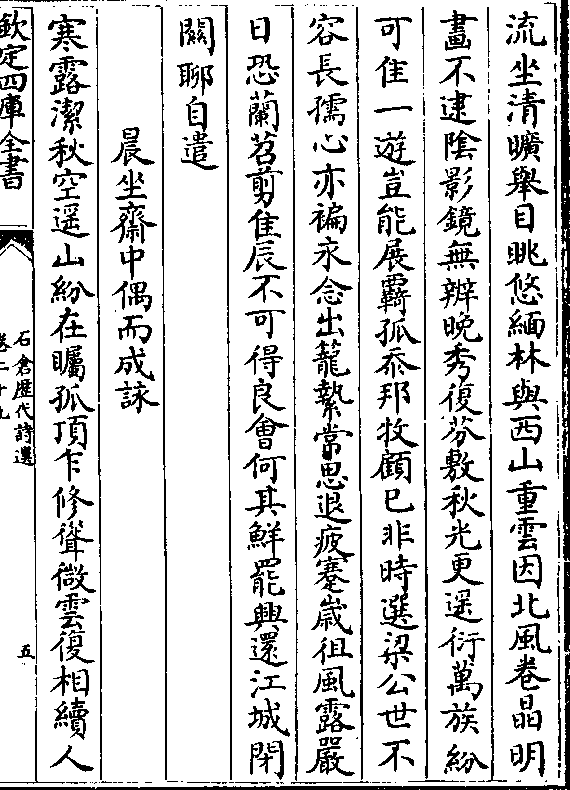 流坐清曠舉目眺悠緬林與西山重雲因北風卷晶明
畫不逮陰影鏡無辨晚秀復芬敷秋光更遥衍萬族紛
可佳一遊豈能展覊孤忝邦牧顧已非時選梁公世不
容長孺心亦褊永念出籠縶常思退疲蹇歲徂風露嚴
日恐蘭苕剪佳辰不可得良會何其鮮罷興還江城閉
關聊自遣
晨坐齋中偶而成詠
寒露潔秋空遥山紛在矚孤頂乍修聳微雲復相續人
欽定四庫全書
石倉歷代詩選
卷二十九
五